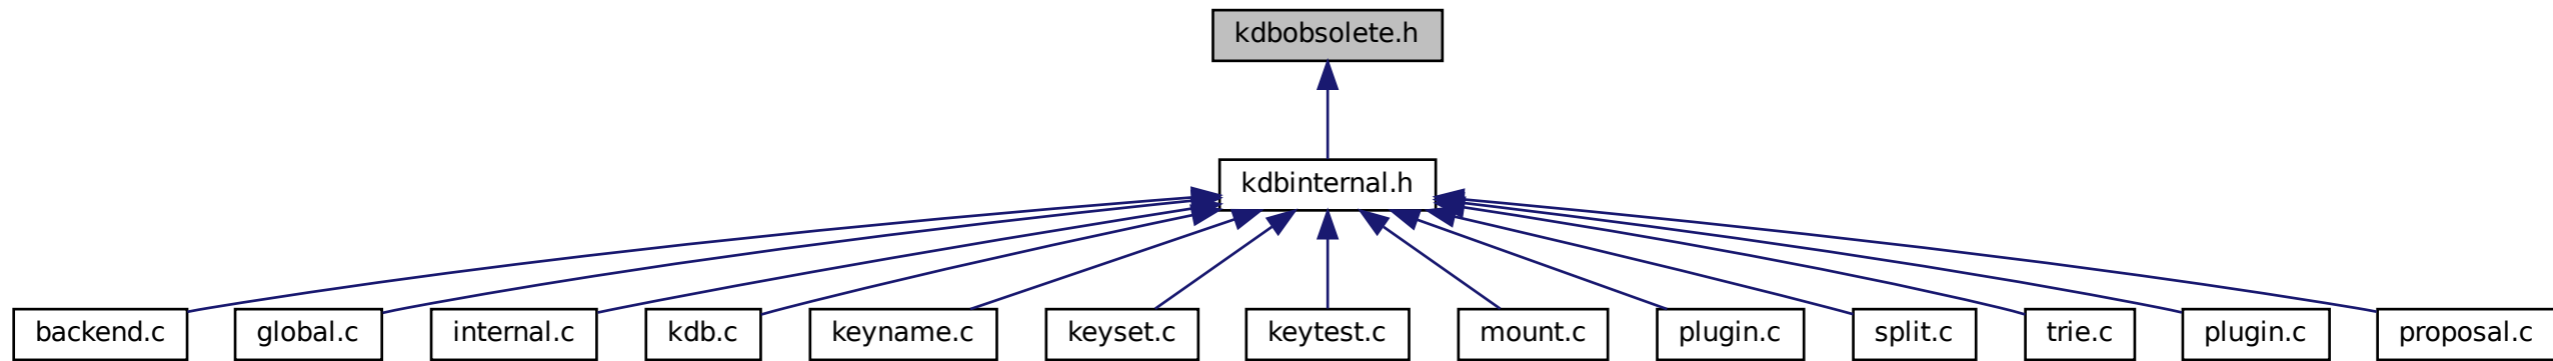 kdbobsolete.h
kdbinternal.h
backend.c
global.c
internal.c
kdb.c
keyname.c
keyset.c
keytest.c
mount.c
plugin.c
split.c
trie.c
plugin.c
proposal.c